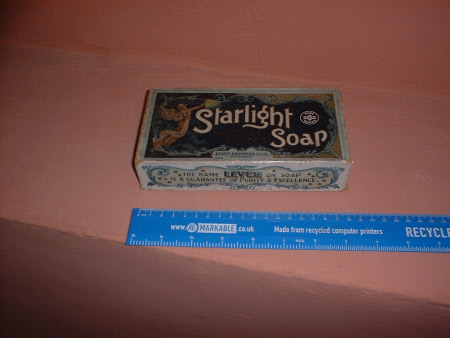 Starlight
Soap
THE NAME LEVER ON SOAP
IS A GUARANTEE OF PURITY & EXCELLENCE.
www.REMARKABLE.co.uk Made from recycled computer printers RECYCLE